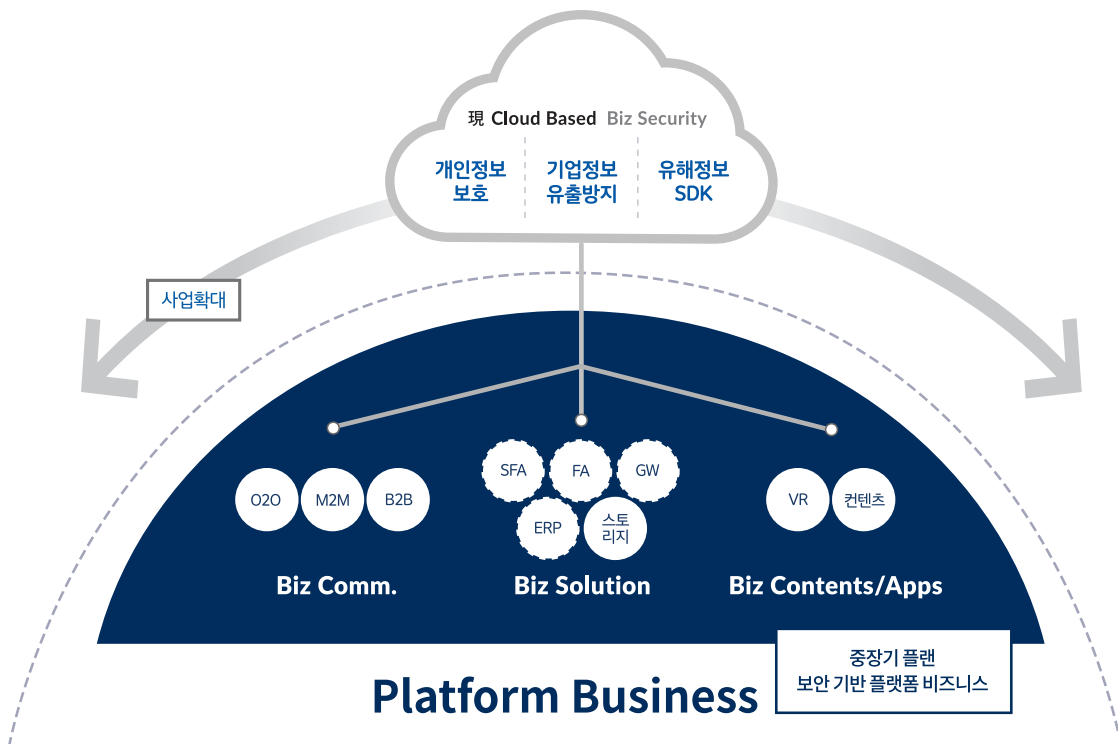 現 Cloud Based Biz Security
개인정보
보호
기업정보
유출방지
유해정보
SDK
사업확대
O2O
M2M
B2B
SFA
FA
GW
ERP
스토
리지
VR
컨텐츠
Biz Comm.
Biz Solution
Biz Contents/Apps
Platform Business
중장기 플랜
보안 기반 플랫폼 비즈니스